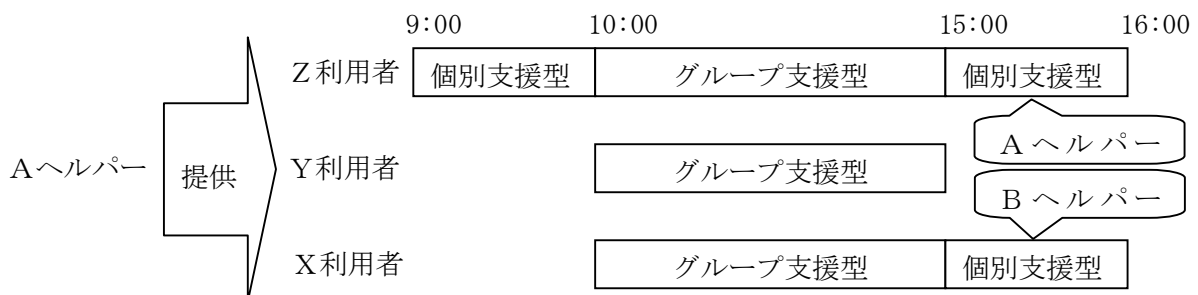 9:00 10:00 15:00 16:00
Z利用者 個別支援型 グループ支援型 個別支援型
Aヘルパー
Aヘルパー 提供 Y利用者 グループ支援型
Bヘルパー
X利用者 グループ支援型 個別支援型